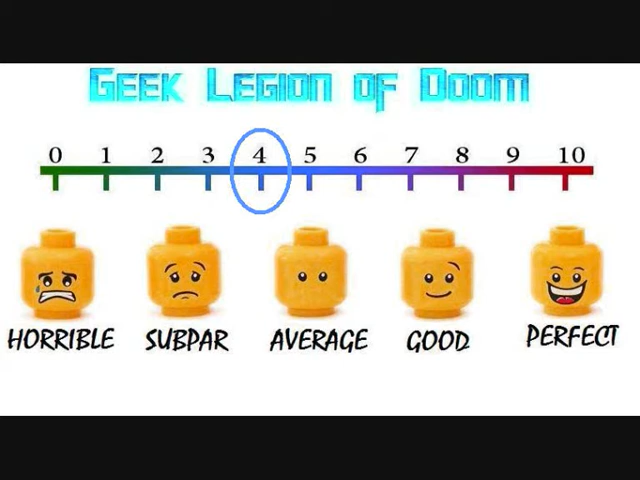 Geek Legion of Doom
0 1 2 3 4 5 6 7 8 9 10
HORRIBLE SUBPAR AVERAGE GOOD PERFECT